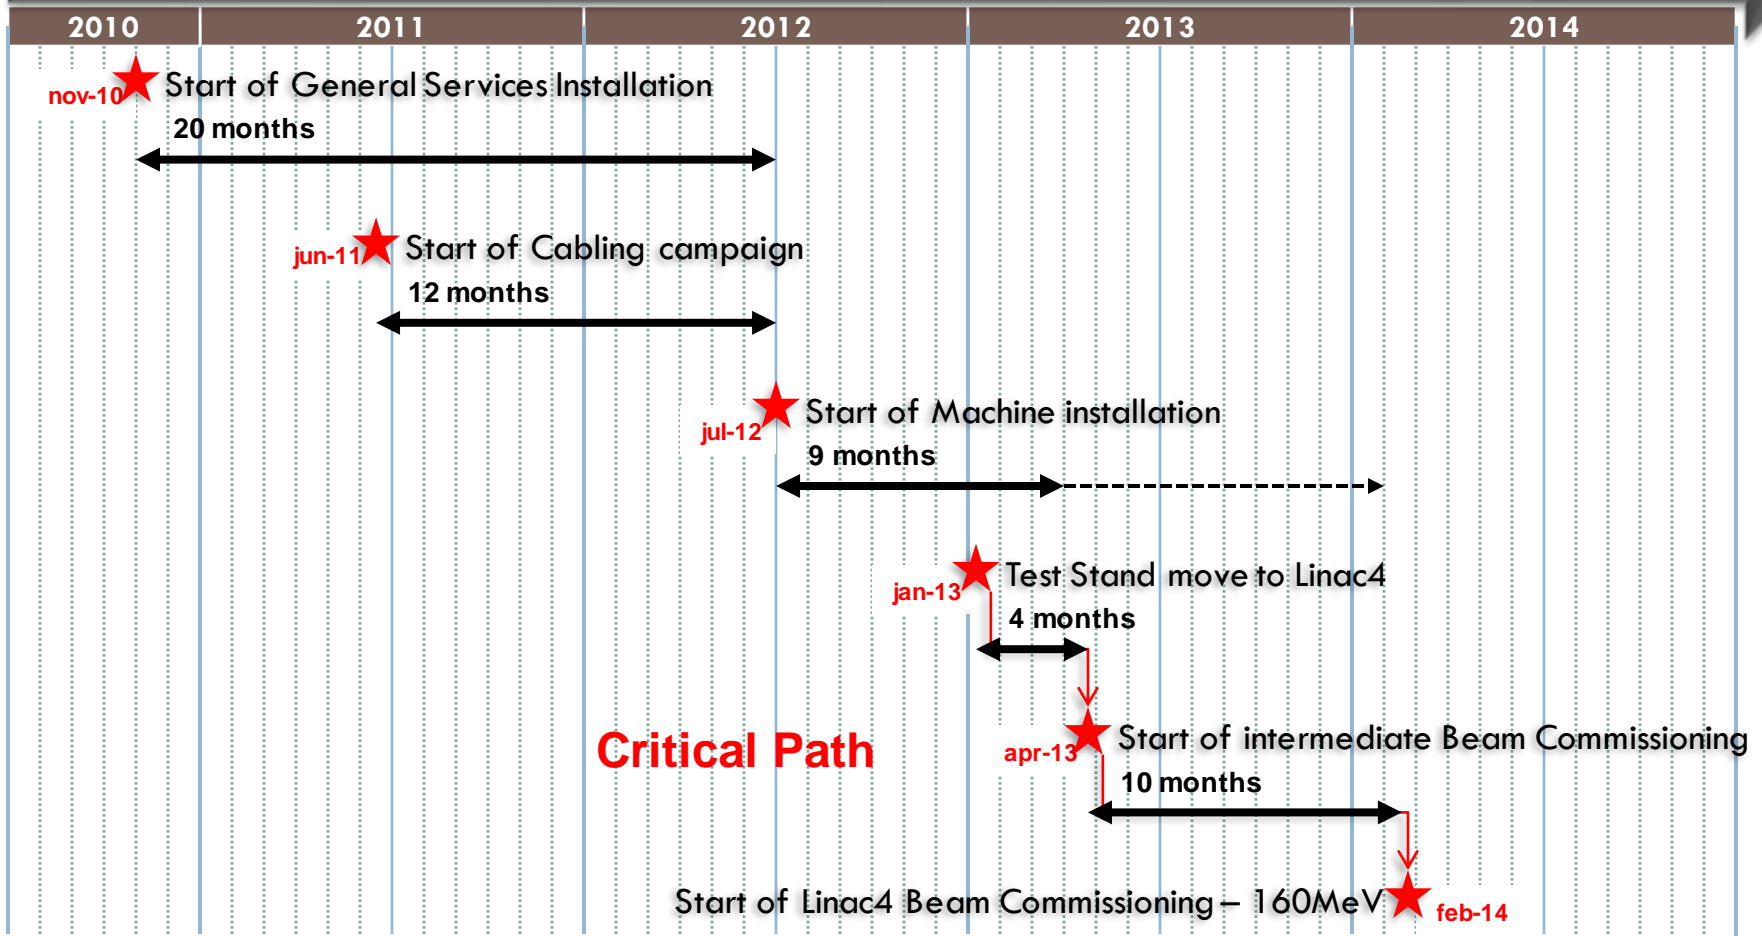 2010 2011 2012 2013 2014
Start of General Services Installation
nov-10
20 months
Start of Cabling campaign
jun-11
12 months
Start of Machine installation
jul-12
9 months
Test Stand move to Linac4
jan-13
4 months
Start of intermediate Beam Commissioning
Critical Path
apr-13
10 months
Start of Linac4 Beam Commissioning – 160MeV
feb-14